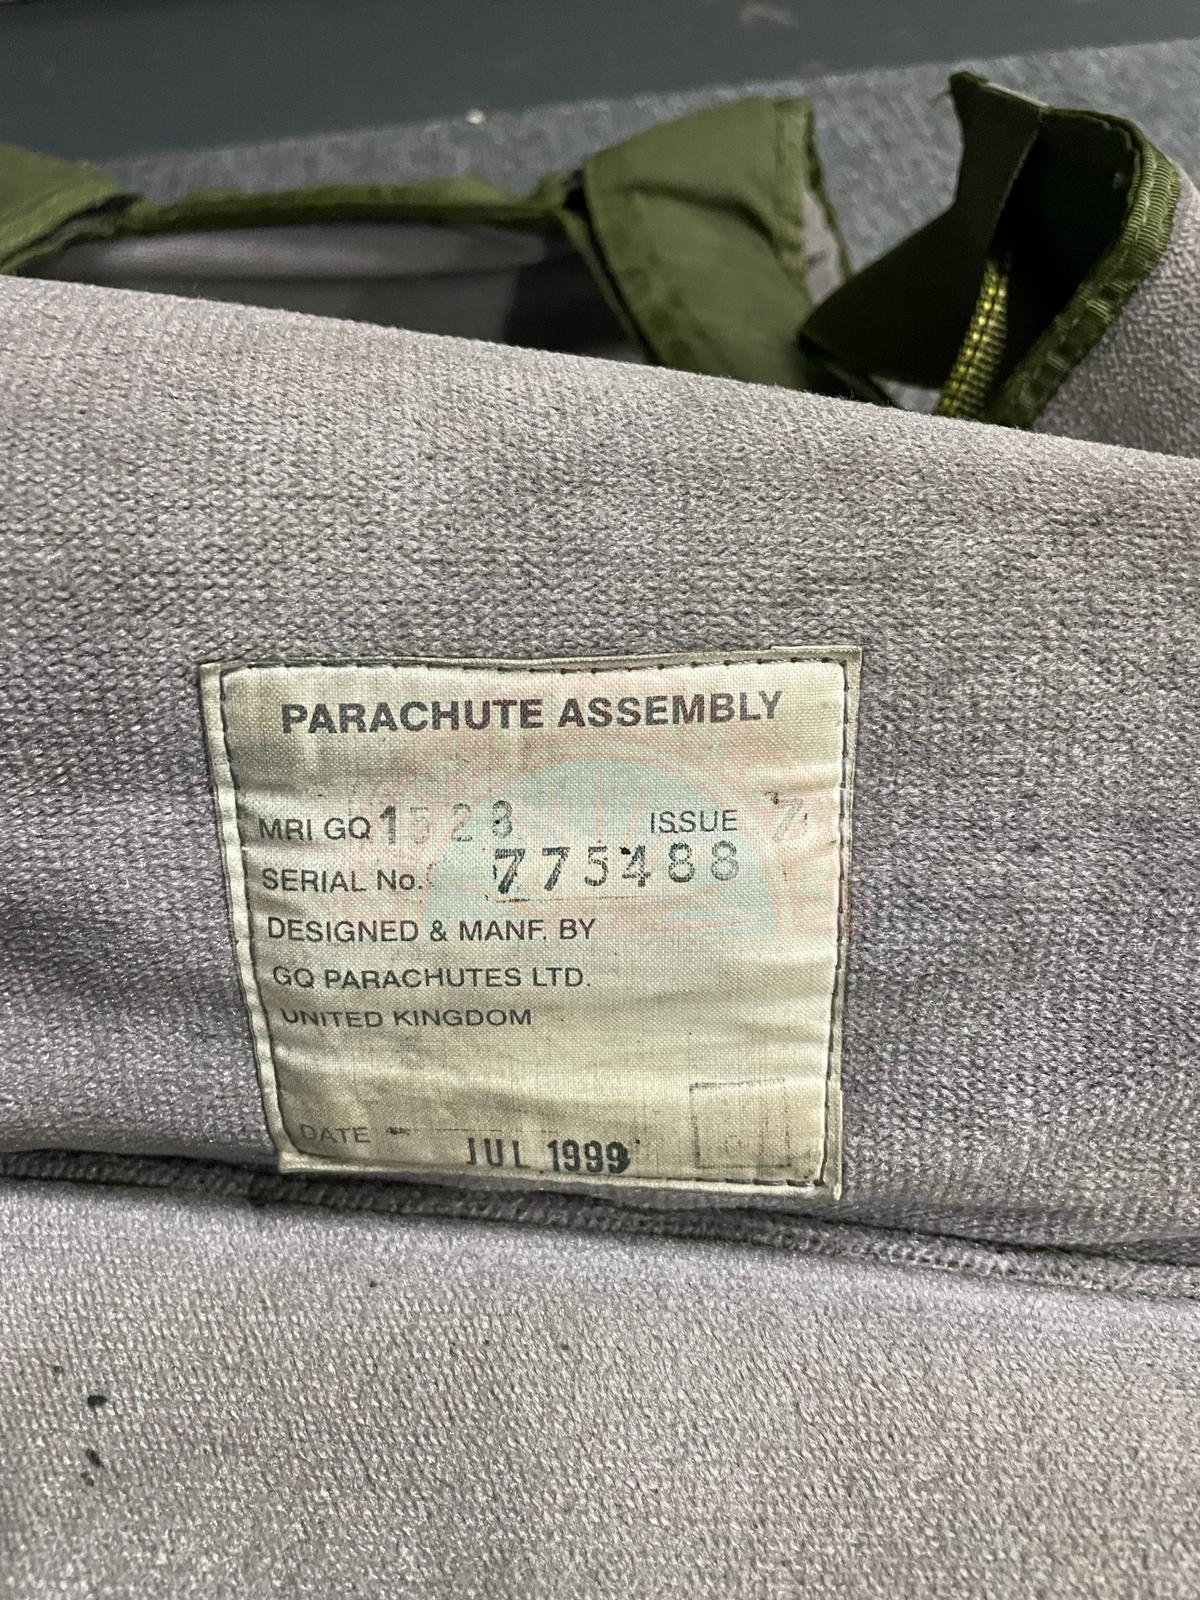 PARACHUTE ASSEMBLY
MRI GQ 1523 ISSUE
SERIAL No. 775488
DESIGNED & MANF. BY
GQ PARACHUTES LTD.
UNITED KINGDOM
DATE - JUL 1999